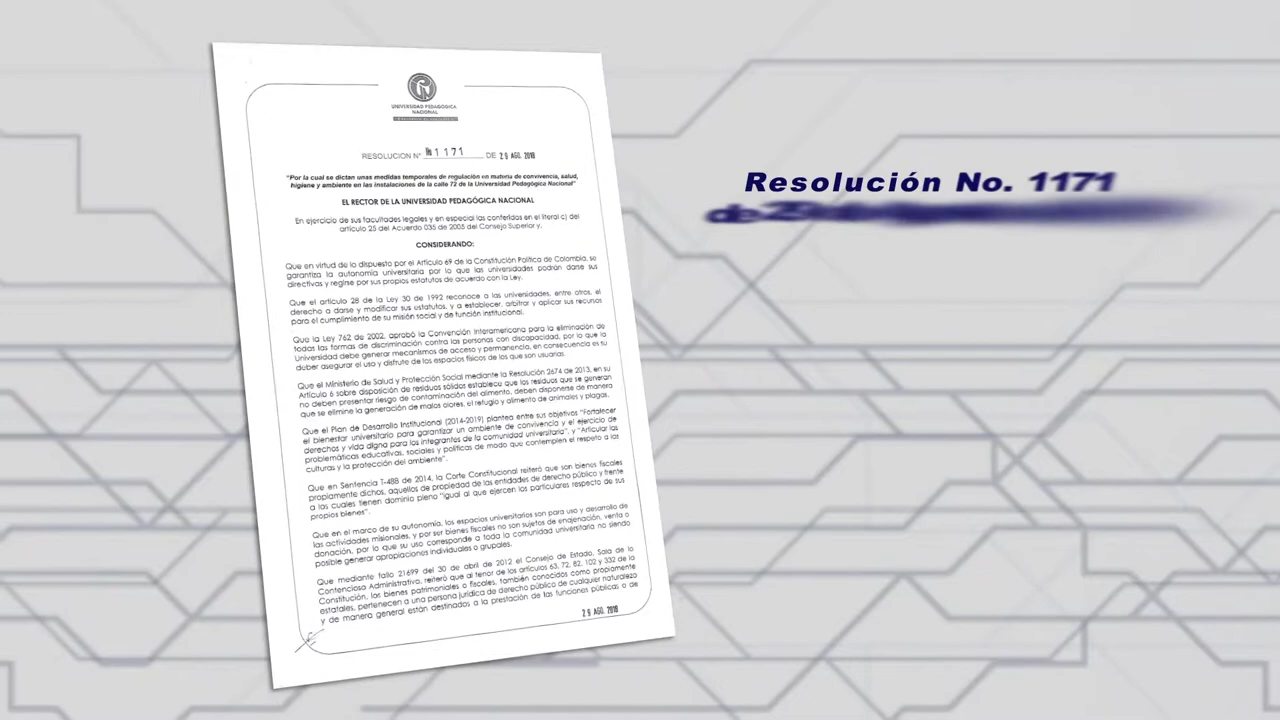 UNIVERSIDAD PEDAGÓGICA
NACIONAL
RESOLUCION N° 1171 DE 29 AGO. 2018
"Por la cual se dictan unas medidas temporales de regulación en materia de convivencia, salud,
higiene y ambiente en las instalaciones de la calle 72 de la Universidad Pedagógica Nacional"
EL RECTOR DE LA UNIVERSIDAD PEDAGÓGICA NACIONAL
En ejercicio de sus facultades legales y en especial las contenidas en el literal c) del
artículo 25 del Acuerdo 035 de 2005 del Consejo Superior y,
CONSIDERANDO:
Que en virtud de lo dispuesto por el Artículo 69 de la Constitución Política de Colombia, se
garantiza la autonomía universitaria por lo que las universidades podrán darse sus
directivas y regirse por sus propios estatutos de acuerdo con la Ley.
Que el artículo 28 de la Ley 30 de 1992 reconoce a las universidades, entre otros, el
derecho a darse y modificar sus estatutos, y a establecer, arbitrar y aplicar sus recursos
para el cumplimiento de su misión social y de función institucional.
Que la Ley 762 de 2002, aprobó la Convención Interamericana para la eliminación de
todas las formas de discriminación contra las personas con discapacidad, por lo que la
Universidad debe generar mecanismos de acceso y permanencia, en consecuencia es su
deber asegurar el uso y disfrute de los espacios físicos de los que son usuarias.
Que el Ministerio de Salud y Protección Social mediante la Resolución 2674 de 2013, en su
Artículo 6 sobre disposición de residuos sólidos establece que los residuos que se generan
no deben presentar riesgo de contaminación del alimento, deben disponerse de manera
que se elimine la generación de malos olores, el refugio y alimento de animales y plagas.
Que el Plan de Desarrollo Institucional (2014-2019) plantea entre sus objetivos "Fortalecer
el bienestar universitario para garantizar un ambiente de convivencia y el ejercicio de
derechos y vida digna para los integrantes de la comunidad universitaria", y "Articular las
problemáticas educativas, sociales y políticas de modo que contemplen el respeto a las
culturas y la protección del ambiente".
Que en Sentencia T-488 de 2014, la Corte Constitucional reiteró que son bienes fiscales
propiamente dichos, aquellos de propiedad de las entidades de derecho público y frente
a los cuales tienen dominio pleno "igual al que ejercen los particulares respecto de sus
propios bienes".
Que en el marco de su autonomía, los espacios universitarios son para uso y desarrollo de
las actividades misionales, y por ser bienes fiscales no son sujetos de enajenación, venta o
donación, por lo que su uso corresponde a toda la comunidad universitaria no siendo
posible generar apropiaciones individuales o grupales.
Que mediante fallo 21699 del 30 de abril de 2012 el Consejo de Estado, Sala de lo
Contencioso Administrativo, reiteró que al tenor de los artículos 63, 72, 82, 102 y 332 de la
Constitución, los bienes patrimoniales o fiscales, también conocidos como propiamente
estatales, pertenecen a una persona jurídica de derecho público de cualquier naturaleza
y de manera general están destinados a la prestación de las funciones públicas o de
29 AGO. 2018
Resolución No. 1171